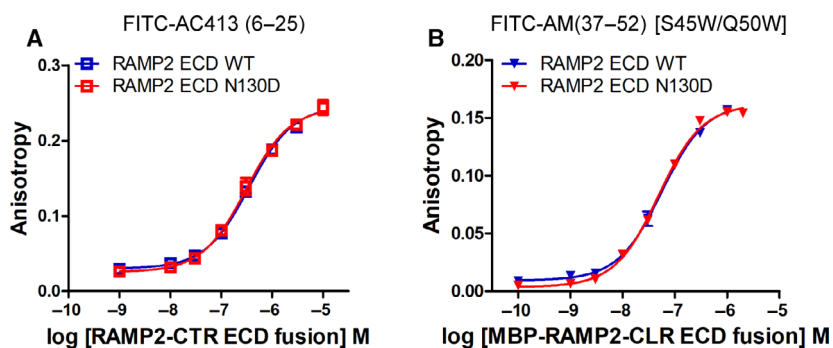 FITC-AC413 (6–25)
A
RAMP2 ECD WT
RAMP2 ECD N130D
0.3
0.2
0.1
0.0
Anisotropy
–10 –9 –8 –7 –6 –5 –4
log [RAMP2-CTR ECD fusion] M
FITC-AM(37–52) [S45W/Q50W]
B
RAMP2 ECD WT
RAMP2 ECD N130D
0.20
0.15
0.10
0.05
0.00
Anisotropy
–11 –10 –9 –8 –7 –6 –5 –4
log [MBP-RAMP2-CLR ECD fusion] M